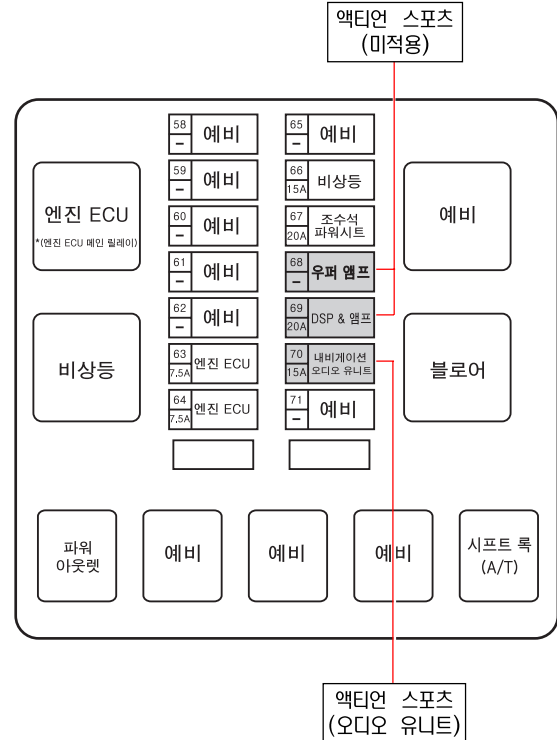 액티언 스포츠
(미적용)
엔진 ECU
*(엔진 ECU 메인 릴레이)
비상등
58
–
예비
59
–
예비
60
–
예비
61
–
예비
62
–
예비
63
7.5A
엔진 ECU
64
7.5A
엔진 ECU
65
–
예비
66
15A
비상등
67
20A
조수석
파워시트
68
–
우퍼 앰프
69
20A
DSP & 앰프
70
15A
내비게이션
오디오 유니트
71
–
예비
예비
블로어
파워
아웃렛
예비
예비
예비
시프트 록
(A/T)
액티언 스포츠
(오디오 유니트)